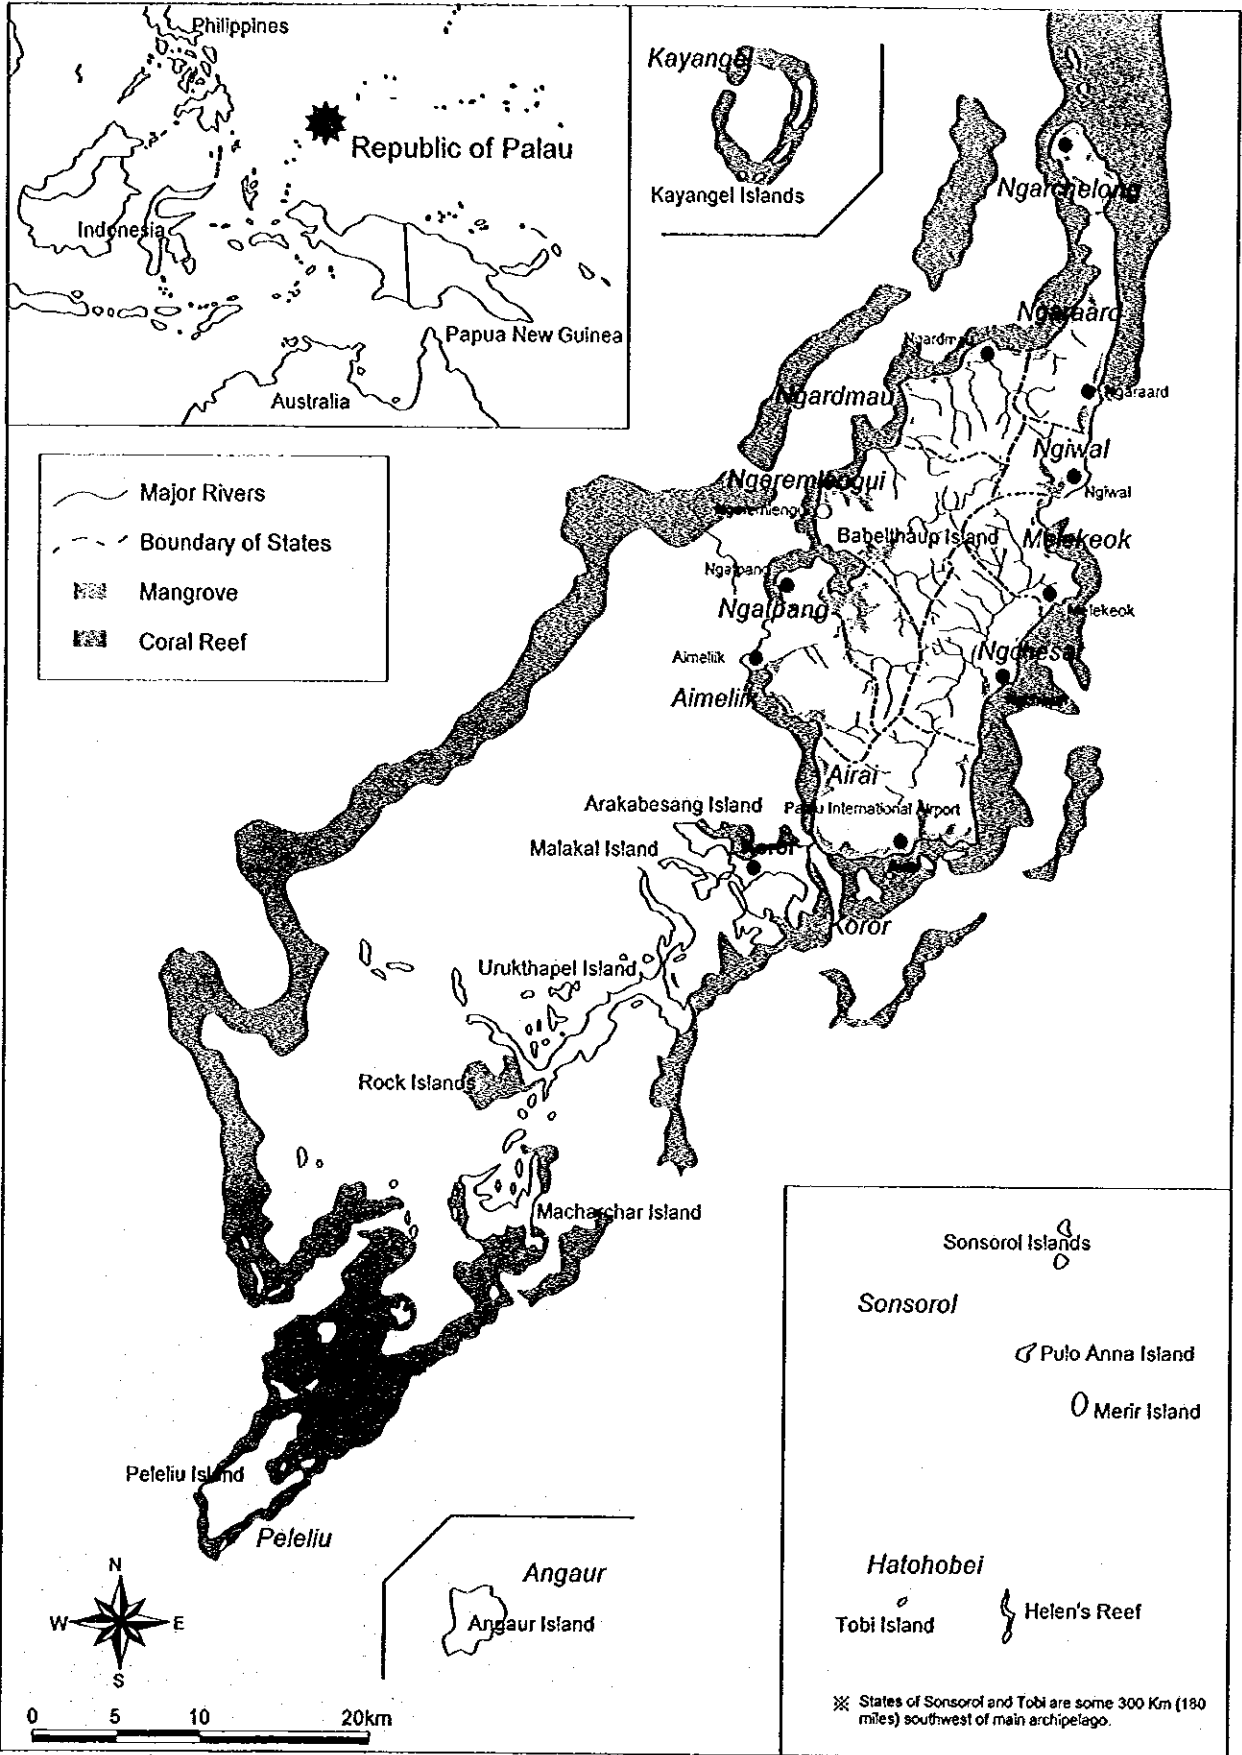 Philippines
Republic of Palau
Indonesia
Papua New Guinea
Australia
Kayangel
Kayangel Islands
Major Rivers
Boundary of States
Mangrove
Coral Reef
Ngarchelong
Ngaraard
Ngardmau
Ngaraard
Ngardmau
Ngiwal
Ngiwal
Ngeremlengui
Ngeremlengui
Babelthaup Island
Melekeok
Ngatpang
Ngatpang
Melekeok
Aimeliik
Ngchesar
Aimeliik
Airai
Arakabesang Island
Palau International Airport
Malakal Island
Koror
Koror
Urukthapel Island
Rock Islands
Macharchar Island
Peleliu Island
Peleliu
Angaur
Angaur Island
Sonsorol Islands
Sonsorol
Pulo Anna Island
Merir Island
Hatohobei
Tobi Island
Helen's Reef
※ States of Sonsorol and Tobi are some 300 Km (180
miles) southwest of main archipelago.
N
W E
S
0 5 10 20km